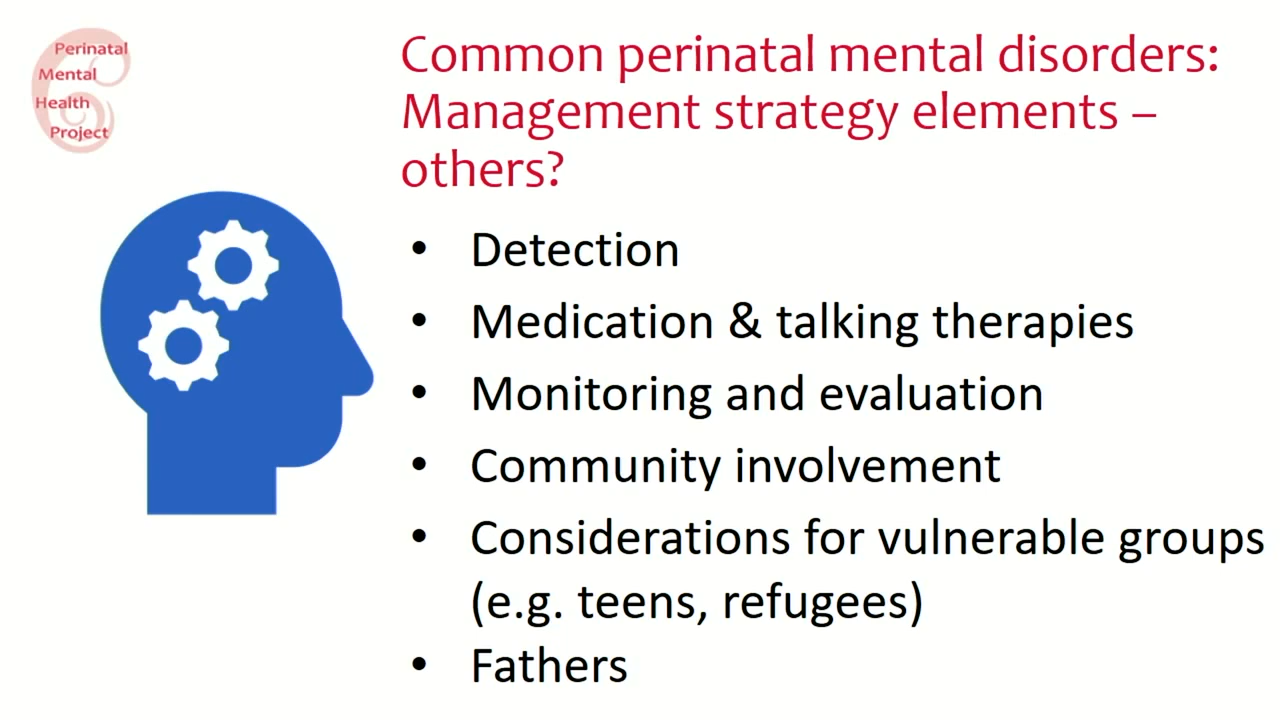 Perinatal
Mental
Health
Project
Common perinatal mental disorders:
Management strategy elements –
others?
• Detection
• Medication & talking therapies
• Monitoring and evaluation
• Community involvement
• Considerations for vulnerable groups
(e.g. teens, refugees)
• Fathers